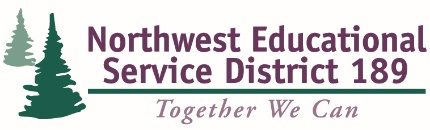 Northwest Educational
Service District 189
Together We Can